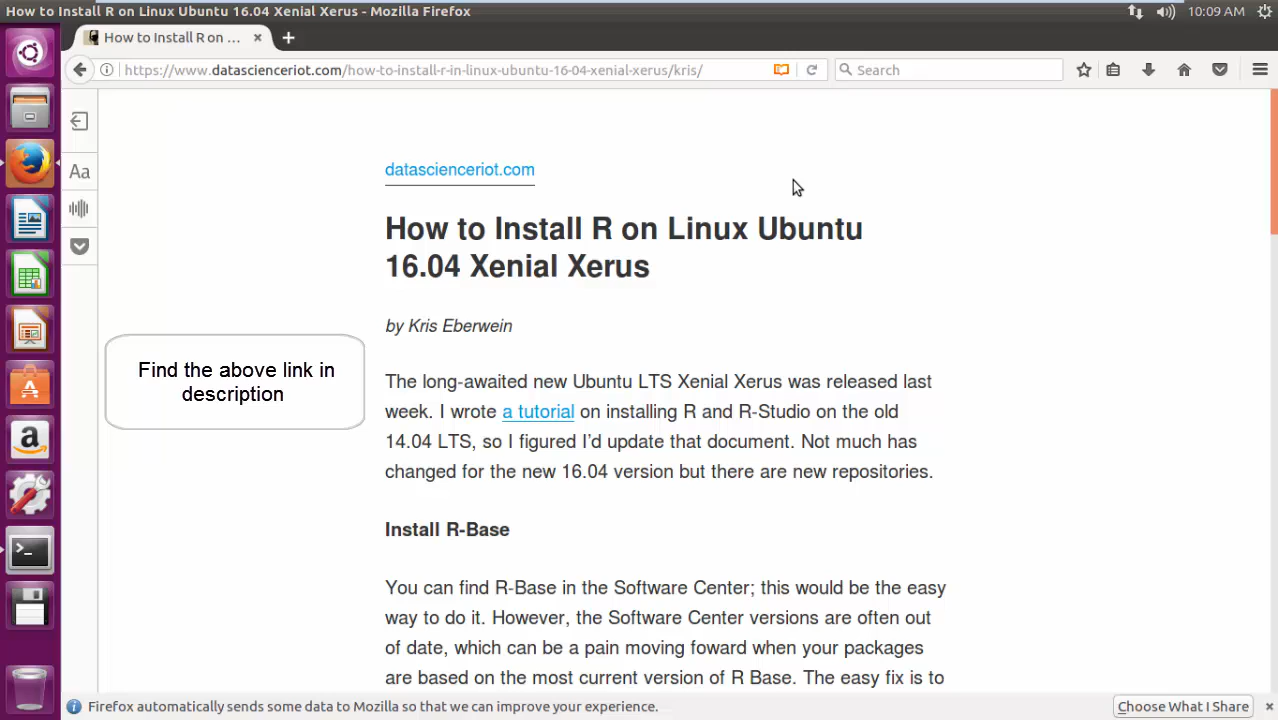 How to Install R on Linux Ubuntu 16.04 Xenial Xerus - Mozilla Firefox
10:09 AM
How to Install R on ...
https://www.datascienceriot.com/how-to-install-r-in-linux-ubuntu-16-04-xenial-xerus/kris/
Search
Aa
datascienceriot.com
How to Install R on Linux Ubuntu
16.04 Xenial Xerus
by Kris Eberwein
Find the above link in
description
The long-awaited new Ubuntu LTS Xenial Xerus was released last
week. I wrote a tutorial on installing R and R-Studio on the old
14.04 LTS, so I figured I'd update that document. Not much has
changed for the new 16.04 version but there are new repositories.
Install R-Base
You can find R-Base in the Software Center; this would be the easy
way to do it. However, the Software Center versions are often out
of date, which can be a pain moving foward when your packages
are based on the most current version of R Base. The easy fix is to
Firefox automatically sends some data to Mozilla so that we can improve your experience.
Choose What I Share